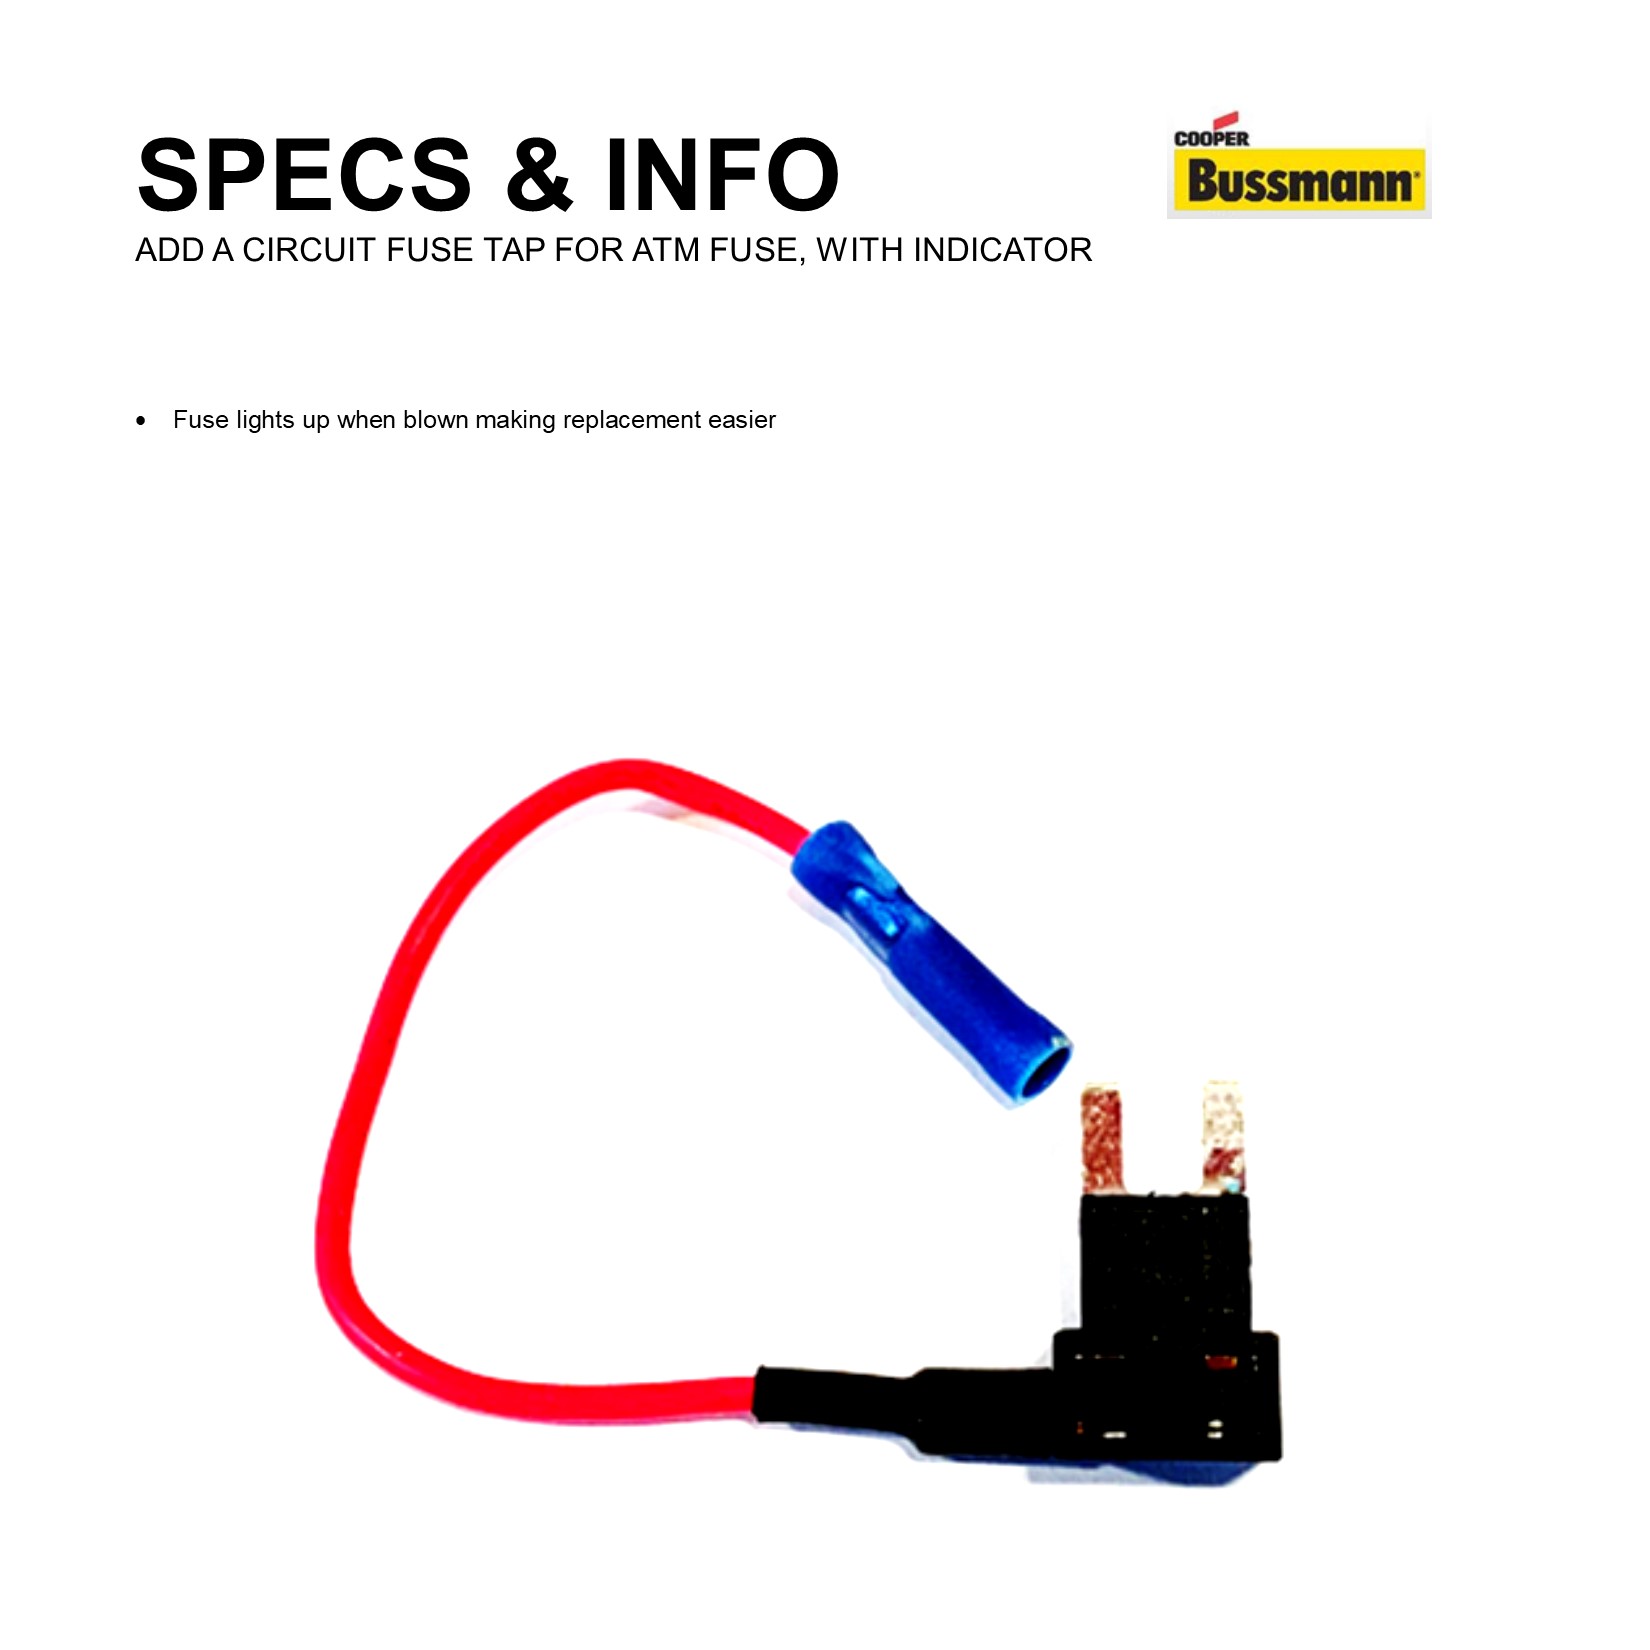 SPECS & INFO
COOPER
Bussmann®
ADD A CIRCUIT FUSE TAP FOR ATM FUSE, WITH INDICATOR
• Fuse lights up when blown making replacement easier